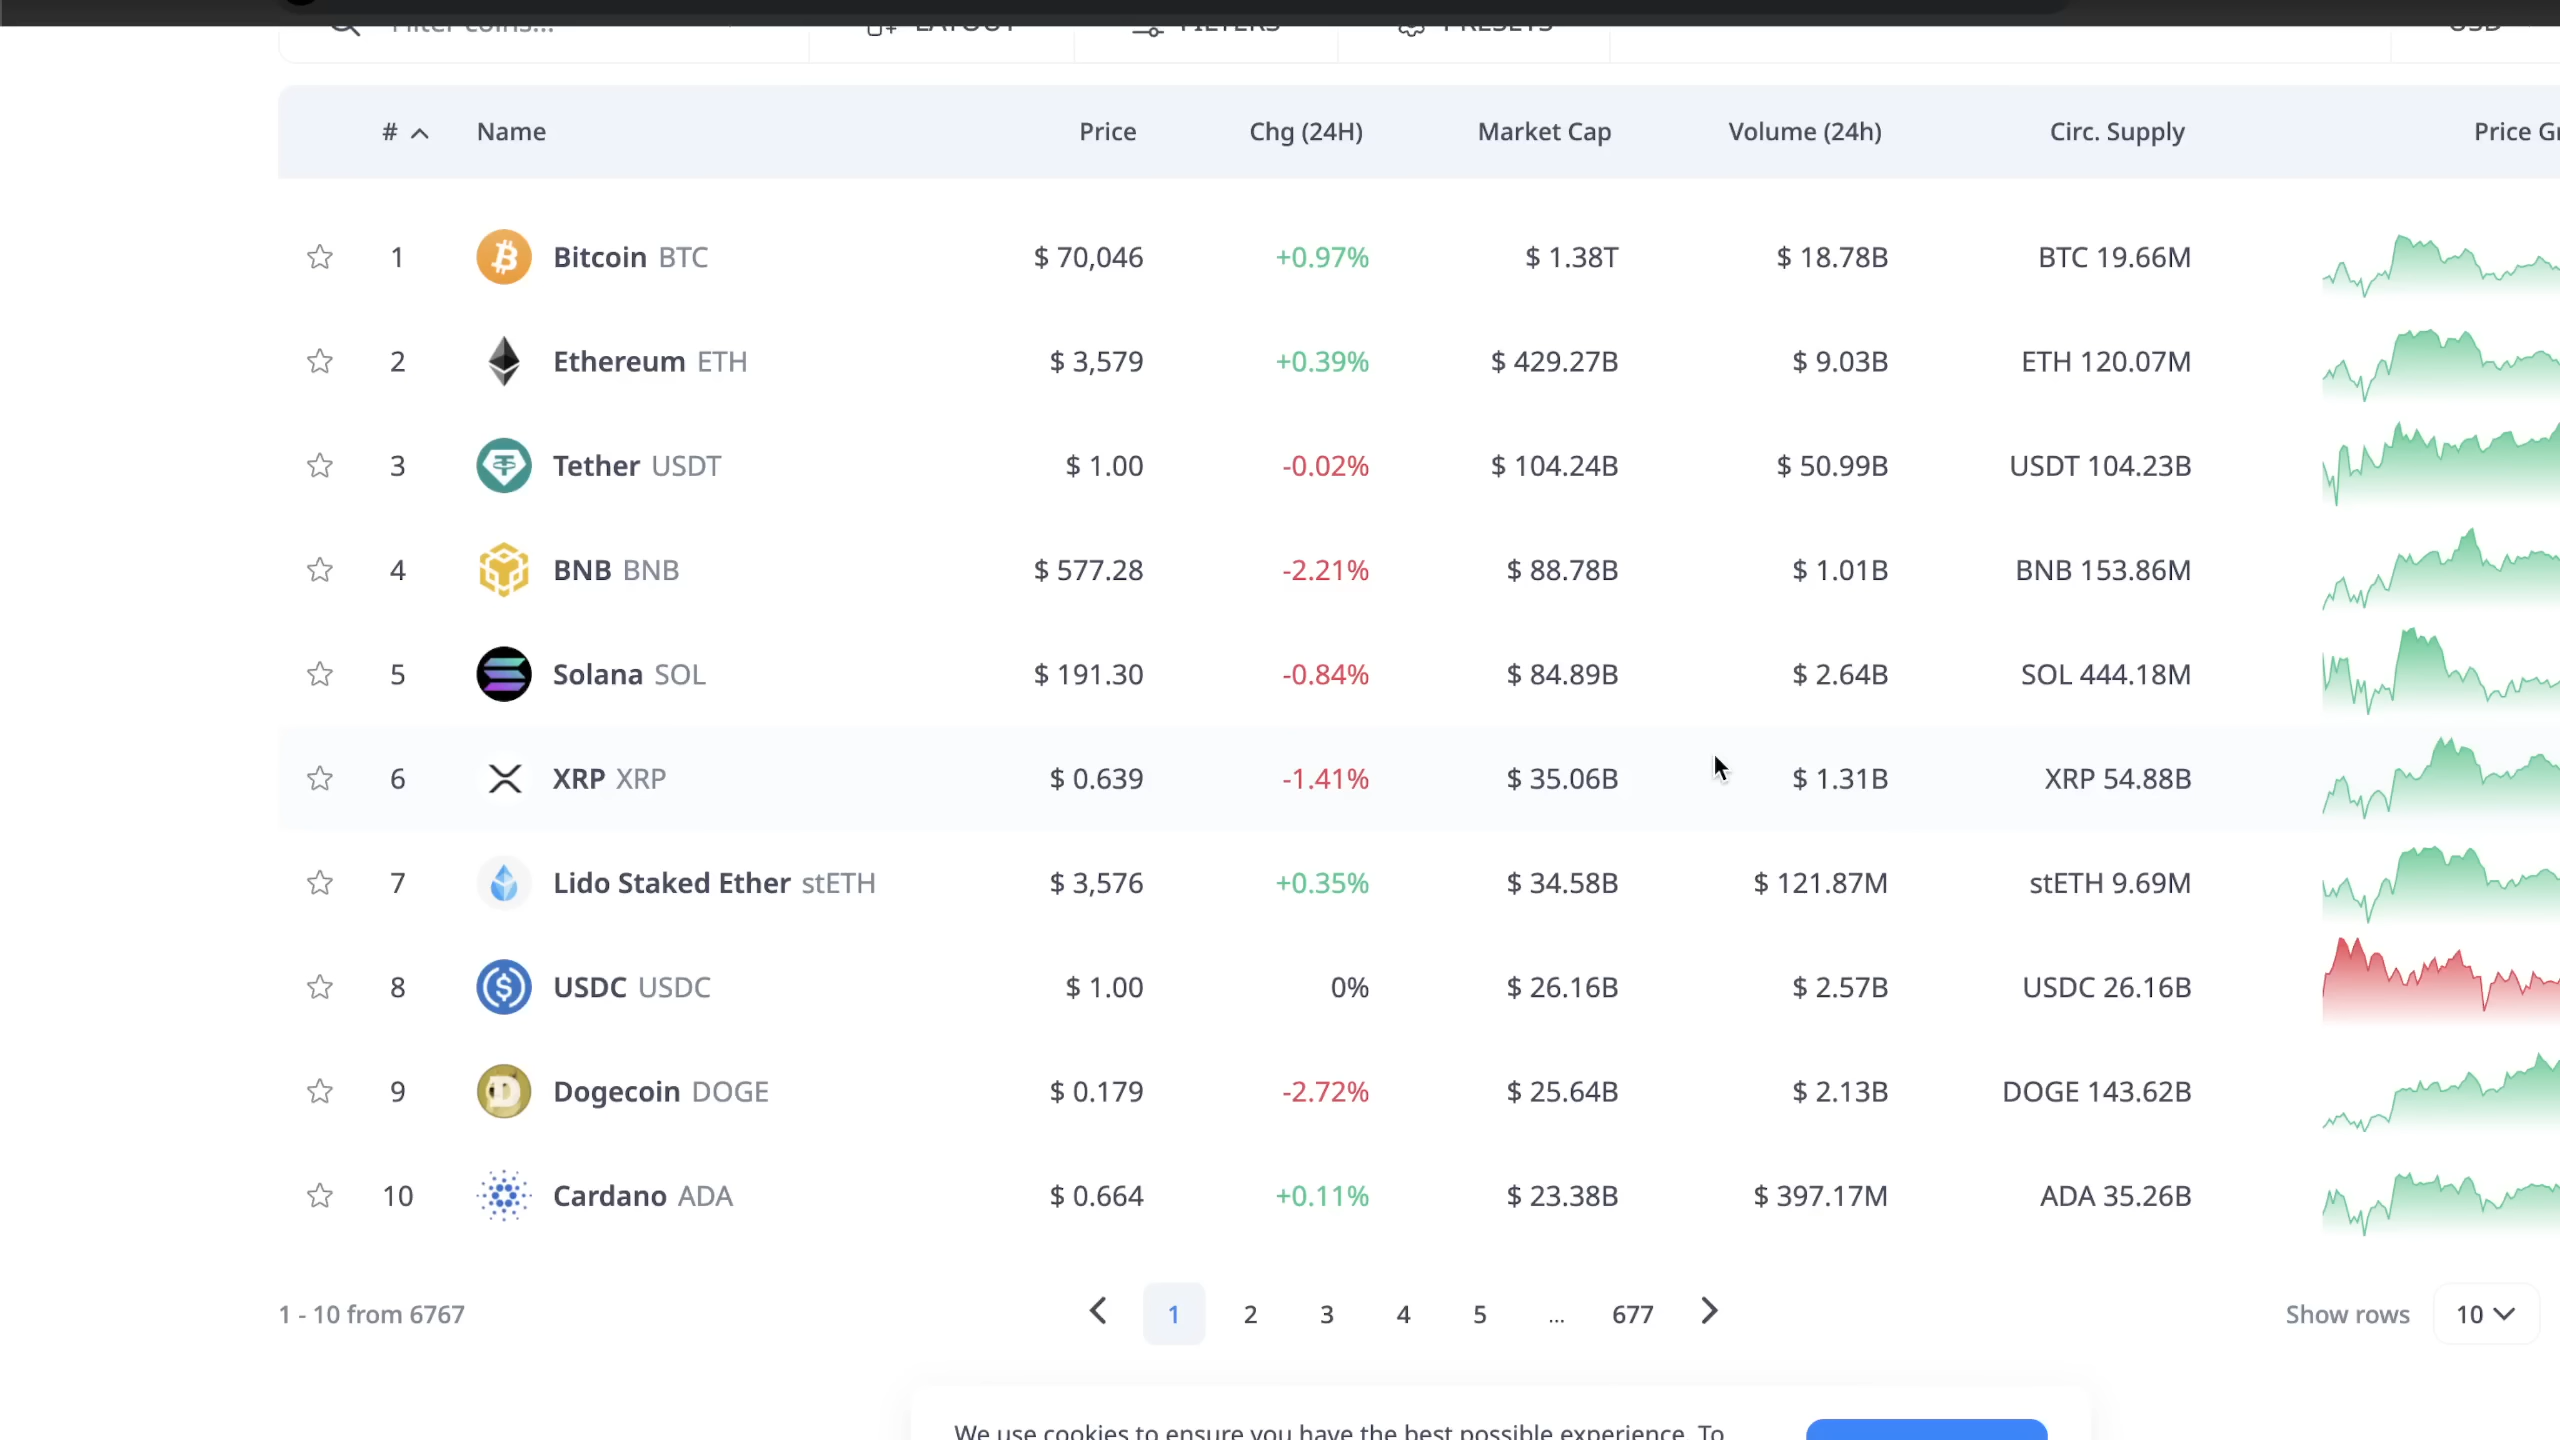 Filter coins... LAYOUT FILTERS PRESETS USD
# Name Price Chg (24H) Market Cap Volume (24h) Circ. Supply Price Gr
1 Bitcoin BTC $ 70,046 +0.97% $ 1.38T $ 18.78B BTC 19.66M
2 Ethereum ETH $ 3,579 +0.39% $ 429.27B $ 9.03B ETH 120.07M
3 Tether USDT $ 1.00 -0.02% $ 104.24B $ 50.99B USDT 104.23B
4 BNB BNB $ 577.28 -2.21% $ 88.78B $ 1.01B BNB 153.86M
5 Solana SOL $ 191.30 -0.84% $ 84.89B $ 2.64B SOL 444.18M
6 XRP XRP $ 0.639 -1.41% $ 35.06B $ 1.31B XRP 54.88B
7 Lido Staked Ether stETH $ 3,576 +0.35% $ 34.58B $ 121.87M stETH 9.69M
8 USDC USDC $ 1.00 0% $ 26.16B $ 2.57B USDC 26.16B
9 Dogecoin DOGE $ 0.179 -2.72% $ 25.64B $ 2.13B DOGE 143.62B
10 Cardano ADA $ 0.664 +0.11% $ 23.38B $ 397.17M ADA 35.26B
1 - 10 from 6767 1 2 3 4 5 ... 677 Show rows 10
We use cookies to ensure you have the best possible experience. To